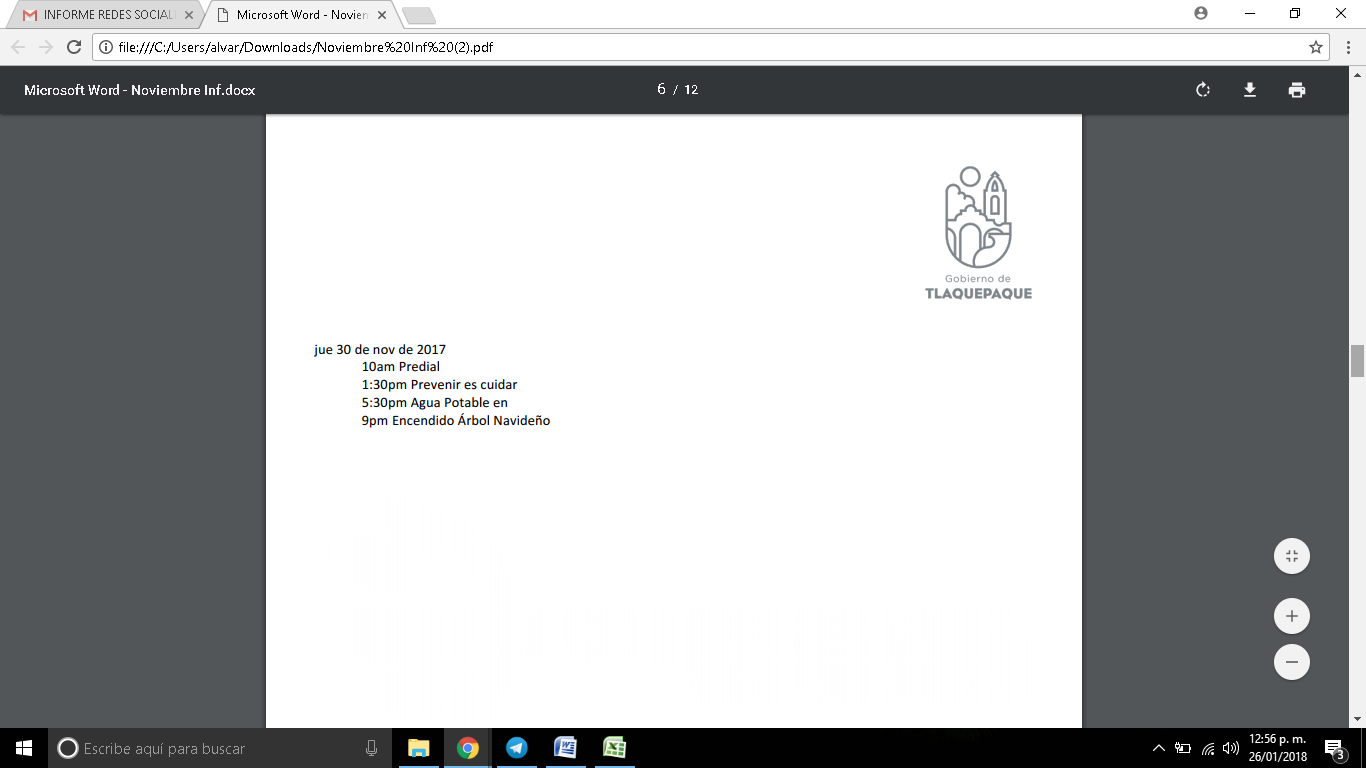 INFORME REDES SOCIAL
Microsoft Word - Noviem
file:///C:/Users/alvar/Downloads/Noviembre%20Inf%20(2).pdf
Microsoft Word - Noviembre Inf.docx
6 / 12
Gobierno de
TLAQUEPAQUE
jue 30 de nov de 2017
10am Predial
1:30pm Prevenir es cuidar
5:30pm Agua Potable en
9pm Encendido Árbol Navideño
Escribe aquí para buscar
12:56 p. m.
26/01/2018
3